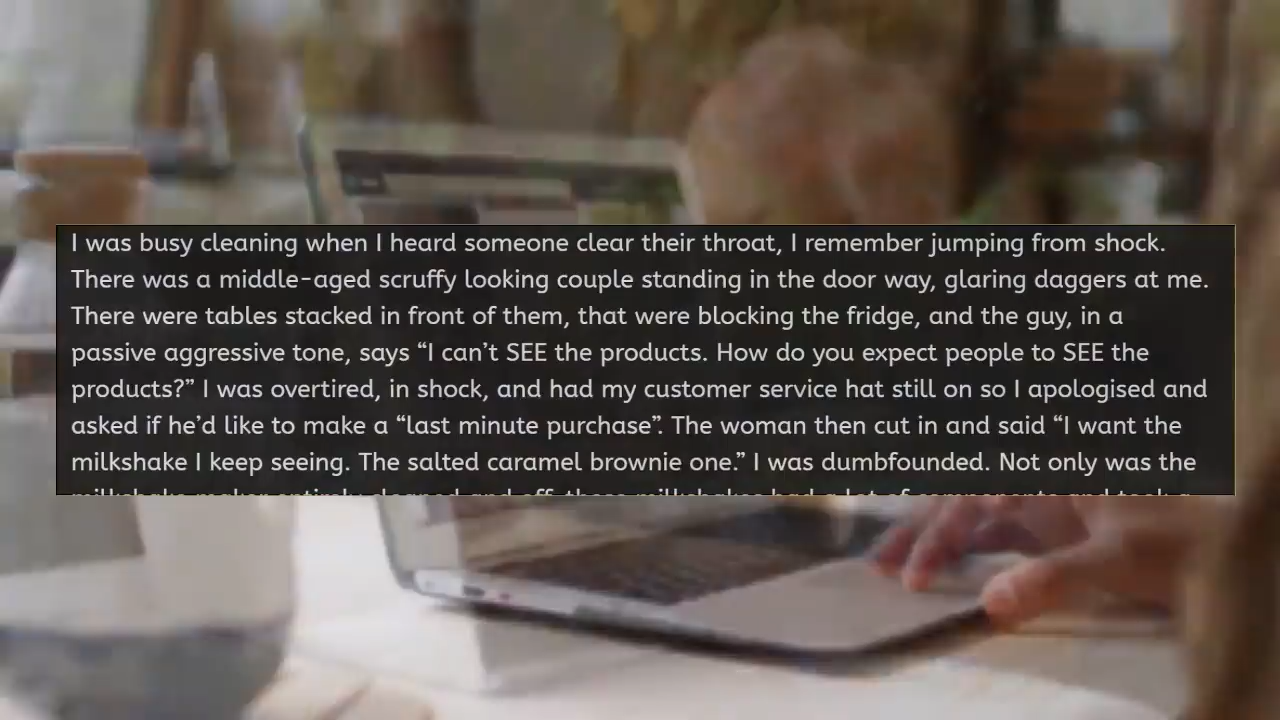 I was busy cleaning when I heard someone clear their throat, I remember jumping from shock.
There was a middle-aged scruffy looking couple standing in the door way, glaring daggers at me.
There were tables stacked in front of them, that were blocking the fridge, and the guy, in a
passive aggressive tone, says “I can’t SEE the products. How do you expect people to SEE the
products?” I was overtired, in shock, and had my customer service hat still on so I apologised and
asked if he’d like to make a “last minute purchase”. The woman then cut in and said “I want the
milkshake I keep seeing. The salted caramel brownie one.” I was dumbfounded. Not only was the